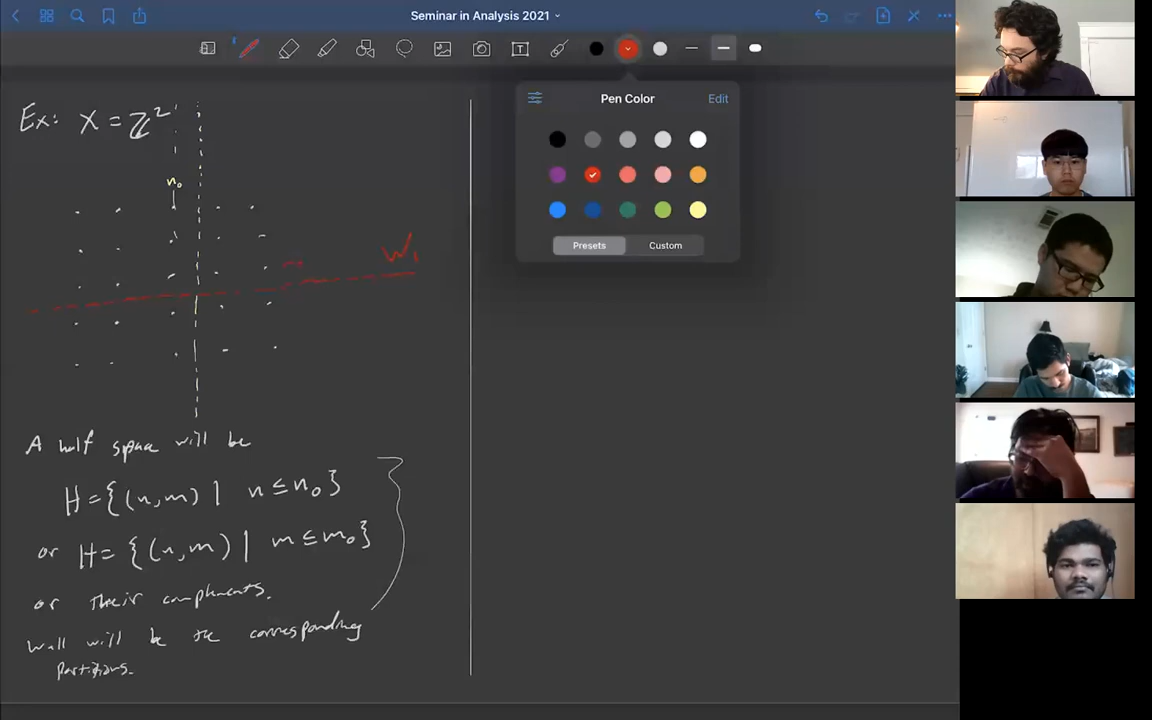 Seminar in Analysis 2021
Pen Color
Edit
Presets
Custom
Ex: X = ℤ²
n₀
W₁
A half space will be
H = {(n,m) | n ≤ n₀}
or H = {(n,m) | m ≤ m₀}
or their complements.
Wall will be the corresponding
partitions.